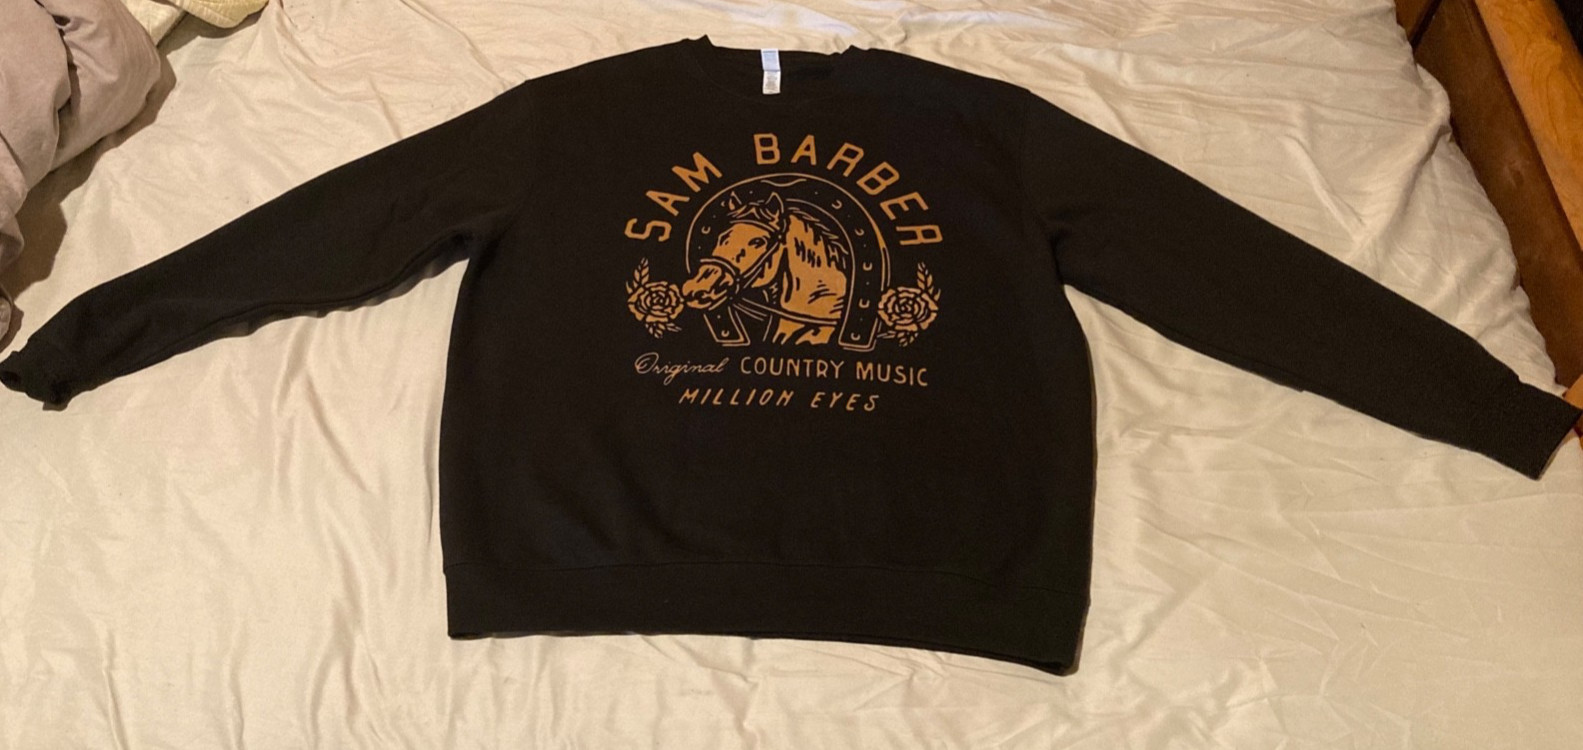 SAM BARBER
Original COUNTRY MUSIC
MILLION EYES